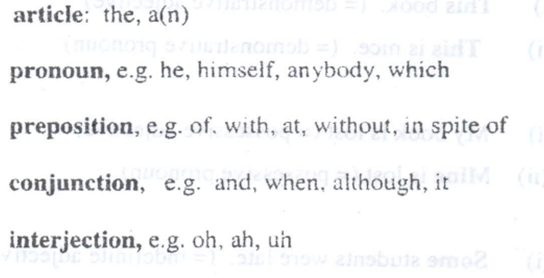 article: the, a(n)
pronoun, e.g. he, himself, anybody, which
preposition, e.g. of, with, at, without, in spite of
conjunction, e.g. and, when, although, if
interjection, e.g. oh, ah, uh